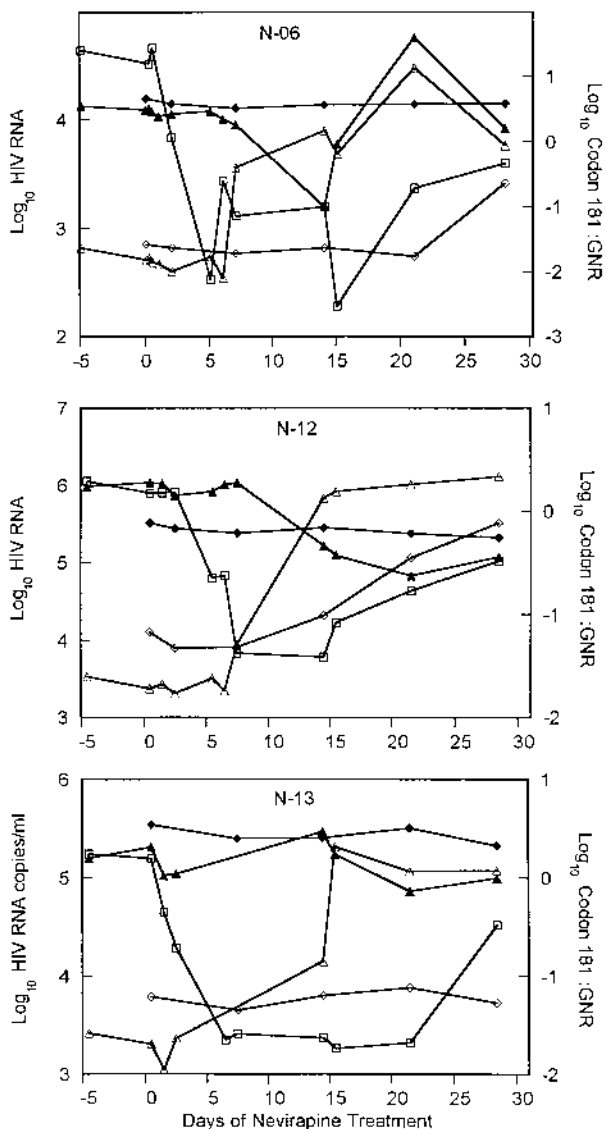 N-06
4
3
2
Log10 HIV RNA
1
0
-1
-2
-3
Log10 Codon 181 :GNR
-5 0 5 10 15 20 25 30
N-12
7
6
5
4
3
Log10 HIV RNA
1
0
-1
-2
Log10 Codon 181 :GNR
-5 0 5 10 15 20 25 30
N-13
6
5
4
3
Log10 HIV RNA copies/ml
1
0
-1
-2
Log10 Codon 181 :GNR
-5 0 5 10 15 20 25 30
Days of Nevirapine Treatment